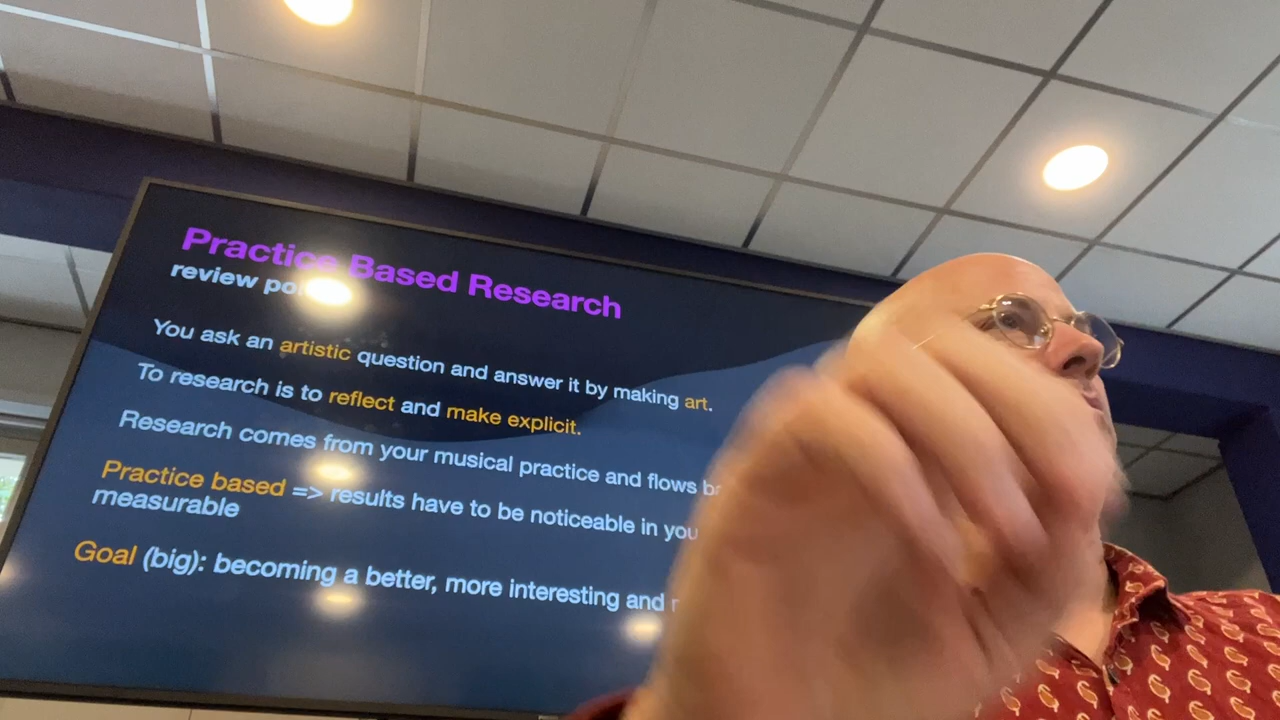 Practice Based Research
review
You ask an artistic question and answer it by making art.
To research is to reflect and make explicit.
Research comes from your musical practice and flows
Practice based => results have to be noticeable in
measurable
Goal (big): becoming a better, more interesting and